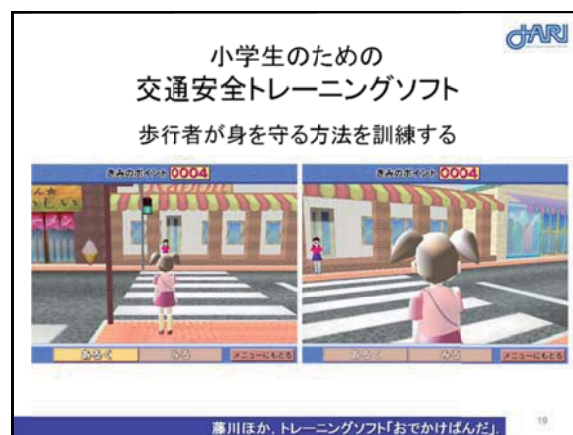 JARI
小学生のための
交通安全トレーニングソフト
歩行者が身を守る方法を訓練する
きみのポイント 0004
きみのポイント 0004
しい
あるく
みる
メニューにもどる
あるく
みる
メニューにもどる
藤川ほか，トレーニングソフト「おでかけぱんだ」.
19